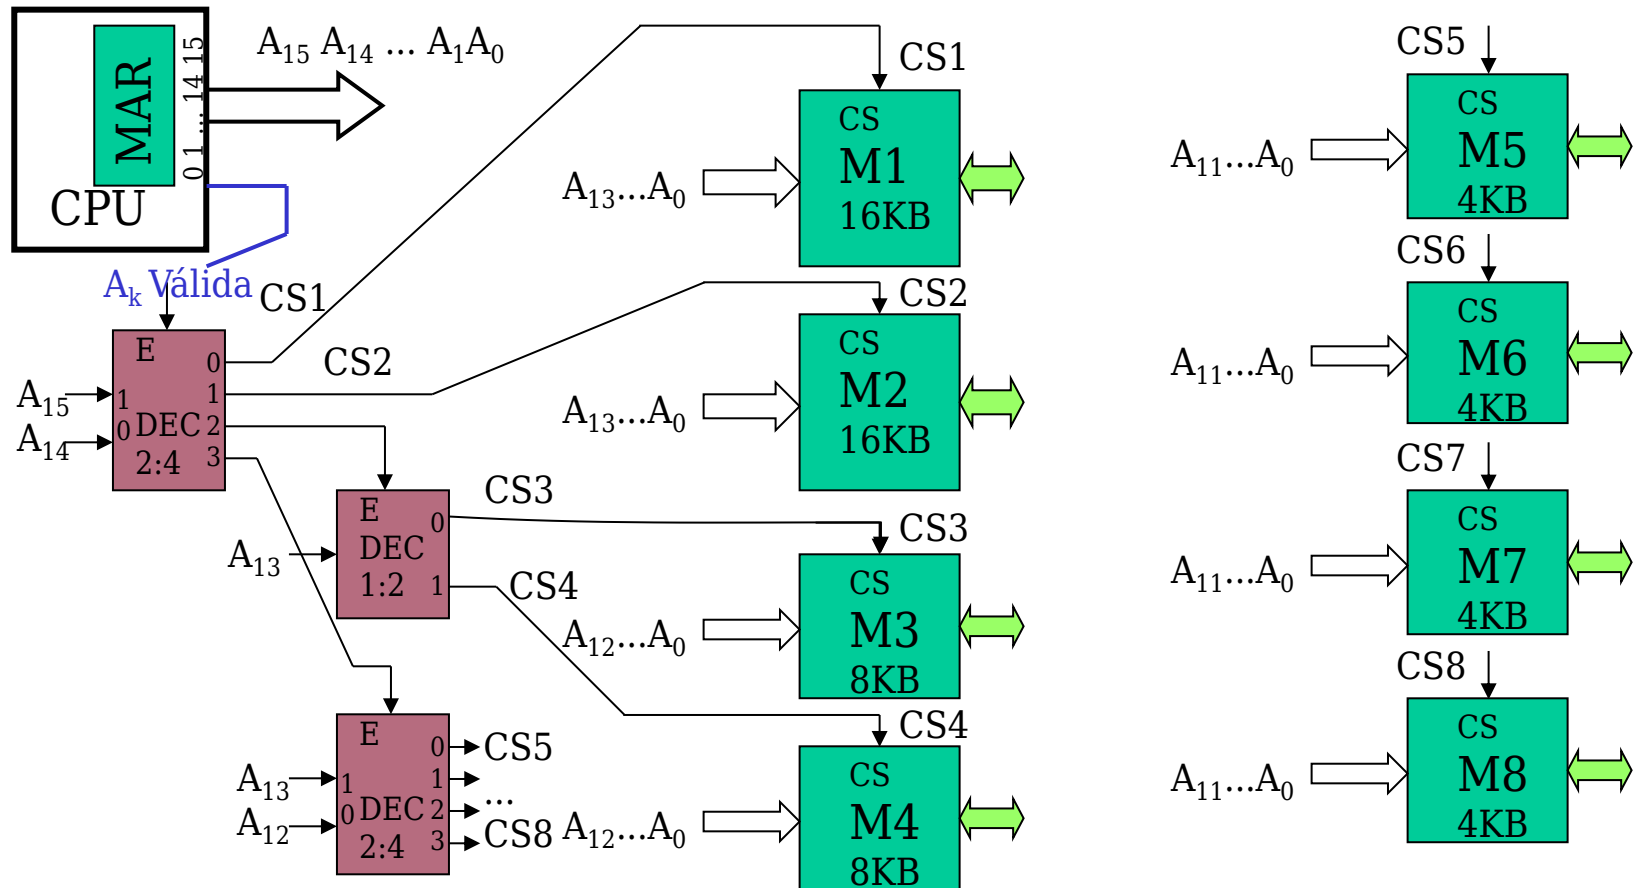 A15 A14 ... A1A0
MAR
0 1 ... 14 15
CPU
Ak Válida
CS1
CS2
E
0
1
2
3
1
0
DEC
2:4
A15
A14
E
0
DEC
1:2
1
A13
CS3
CS4
E
0
1
2
3
1
0
DEC
2:4
A13
A12
CS5
...
CS8
CS1
CS
M1
16KB
A13...A0
CS2
CS
M2
16KB
A13...A0
CS3
CS
M3
8KB
A12...A0
CS4
CS
M4
8KB
A12...A0
CS5
CS
M5
4KB
A11...A0
CS6
CS
M6
4KB
A11...A0
CS7
CS
M7
4KB
A11...A0
CS8
CS
M8
4KB
A11...A0